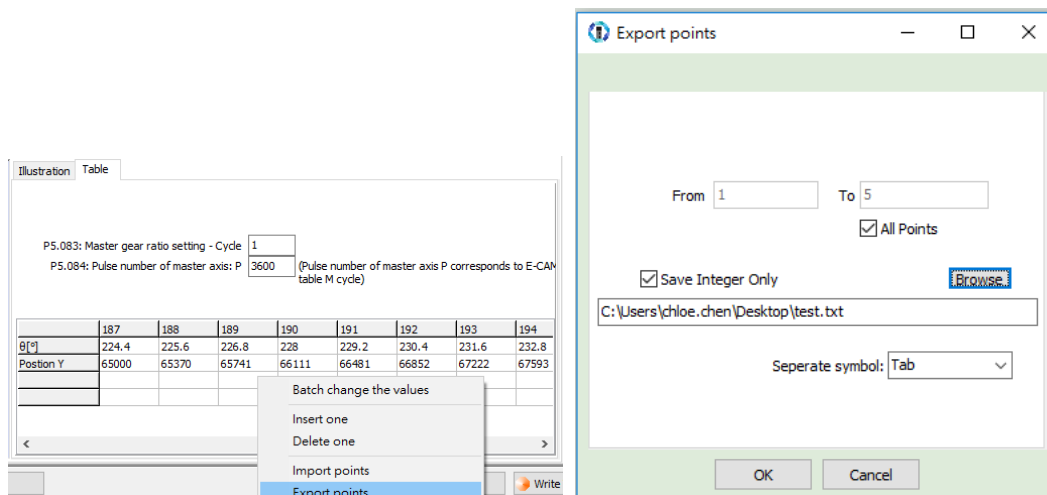 Illustration Table
P5.083: Master gear ratio setting - Cycle 1
P5.084: Pulse number of master axis: P 3600 (Pulse number of master axis P corresponds to E-CAM
table M cycle)
187 188 189 190 191 192 193 194
θ[°] 224.4 225.6 226.8 228 229.2 230.4 231.6 232.8
Postion Y 65000 65370 65741 66111 66481 66852 67222 67593
Batch change the values
Insert one
Delete one
Import points
Export points
Write
Export points
From 1 To 5
All Points
Save Integer Only Browse
C:\Users\chloe.chen\Desktop\test.txt
Seperate symbol: Tab
OK Cancel